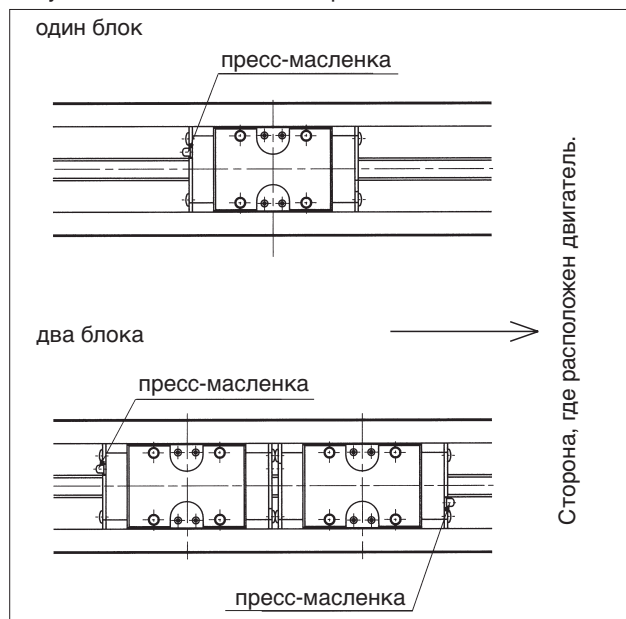 один блок
пресс-масленка
два блока
пресс-масленка
пресс-масленка
Сторона, где расположен двигатель.